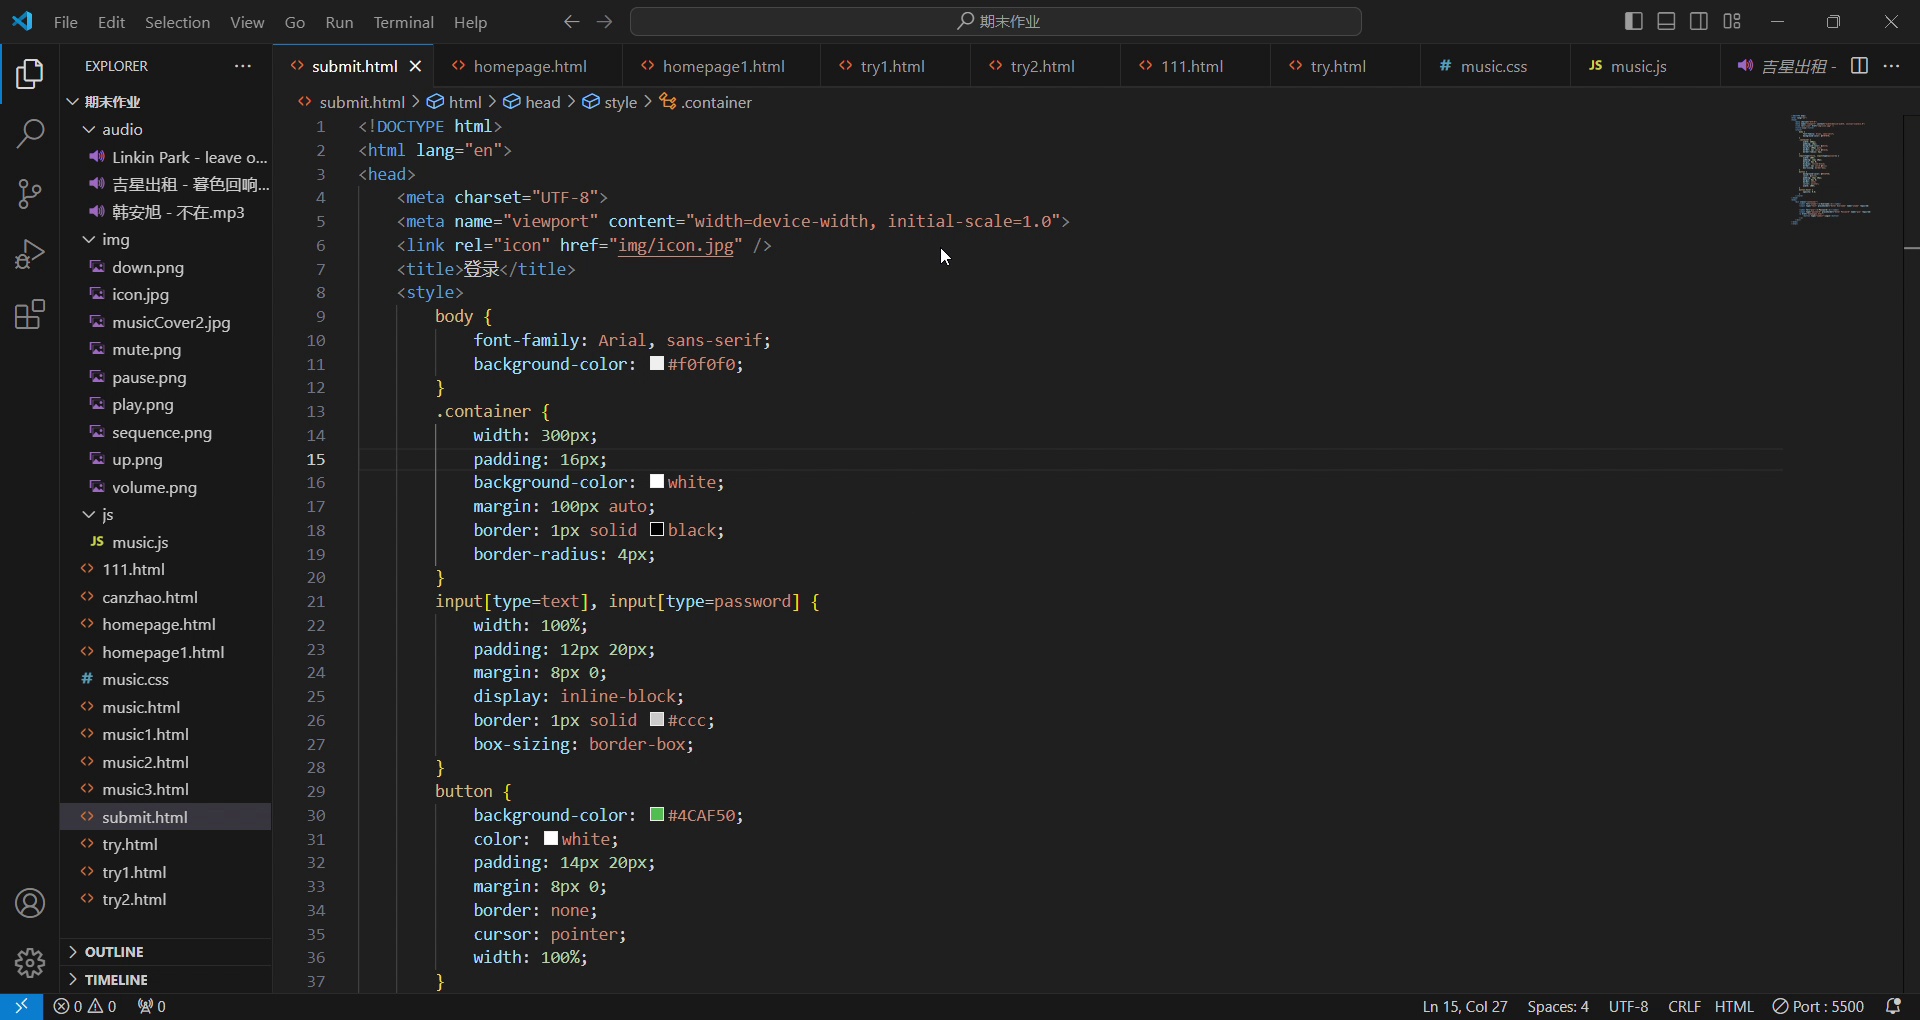 File Edit Selection View Go Run Terminal Help
期末作业
EXPLORER
submit.html
homepage.html
homepage1.html
try1.html
try2.html
111.html
try.html
music.css
music.js
吉星出租 -
submit.html > html > head > style > .container
期末作业
audio
Linkin Park - leave o...
吉星出租 - 暮色回响...
韩安旭 - 不在.mp3
img
down.png
icon.jpg
musicCover2.jpg
mute.png
pause.png
play.png
sequence.png
up.png
volume.png
js
JS music.js
111.html
canzhao.html
homepage.html
homepage1.html
# music.css
music.html
music1.html
music2.html
music3.html
submit.html
try.html
try1.html
try2.html
OUTLINE
TIMELINE
1 <!DOCTYPE html>
2 <html lang="en">
3 <head>
4 <meta charset="UTF-8">
5 <meta name="viewport" content="width=device-width, initial-scale=1.0">
6 <link rel="icon" href="img/icon.jpg" />
7 <title>登录</title>
8 <style>
9 body {
10 font-family: Arial, sans-serif;
11 background-color: #f0f0f0;
12 }
13 .container {
14 width: 300px;
15 padding: 16px;
16 background-color: white;
17 margin: 100px auto;
18 border: 1px solid black;
19 border-radius: 4px;
20 }
21 input[type=text], input[type=password] {
22 width: 100%;
23 padding: 12px 20px;
24 margin: 8px 0;
25 display: inline-block;
26 border: 1px solid #ccc;
27 box-sizing: border-box;
28 }
29 button {
30 background-color: #4CAF50;
31 color: white;
32 padding: 14px 20px;
33 margin: 8px 0;
34 border: none;
35 cursor: pointer;
36 width: 100%;
37 }
0 0 0
Ln 15, Col 27 Spaces: 4 UTF-8 CRLF HTML Port : 5500